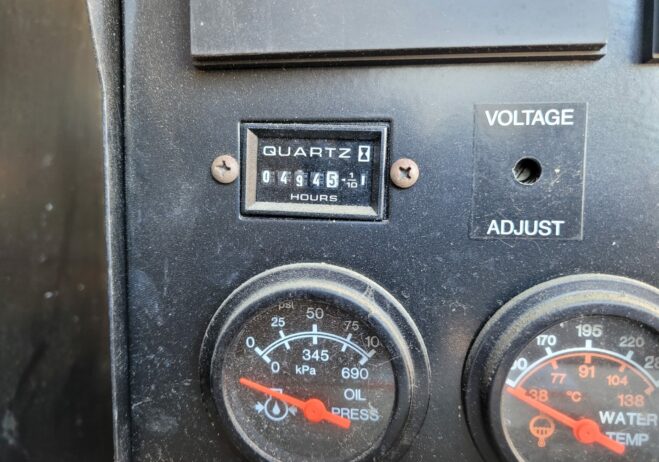 QUARTZ
04945 1/10
HOURS
VOLTAGE
ADJUST
psi
0 25 50 75 10
0 345 690
kPa
OIL
PRESS
170 195 220
38 77 91 104 138
°C
WATER
TEMP